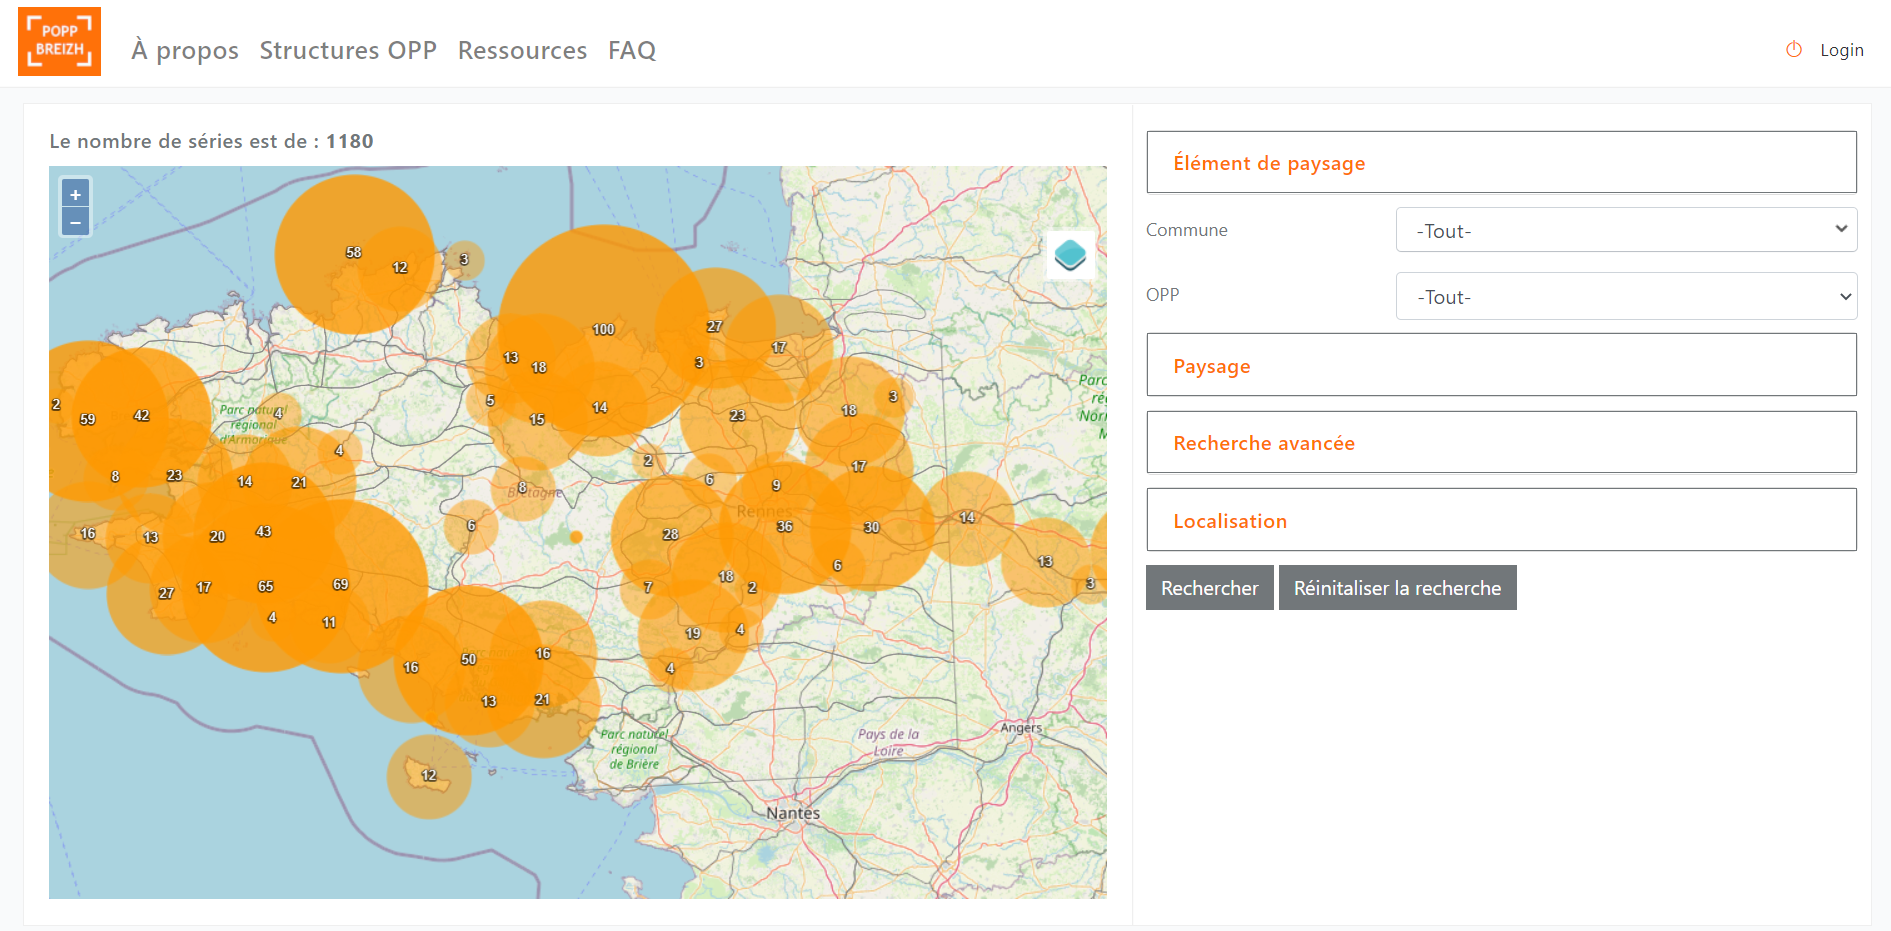 POPP
BREIZH
À propos
Structures OPP
Ressources
FAQ
Login
Le nombre de séries est de : 1180
+
−
58
12
3
100
27
17
3
13
18
5
14
15
23
18
3
2
59
42
Parc naturel
régional
d'Armorique
4
4
8
23
14
21
2
6
9
17
8
Bretagne
Rennes
16
13
20
43
6
28
36
30
14
13
3
27
17
65
69
4
11
7
18
2
6
19
4
4
16
50
16
13
21
12
Parc naturel
régional
de Brière
Pays de la
Loire
Angers
Nantes
Parc
Élément de paysage
Commune
-Tout-
OPP
-Tout-
Paysage
Recherche avancée
Localisation
Rechercher
Réinitaliser la recherche